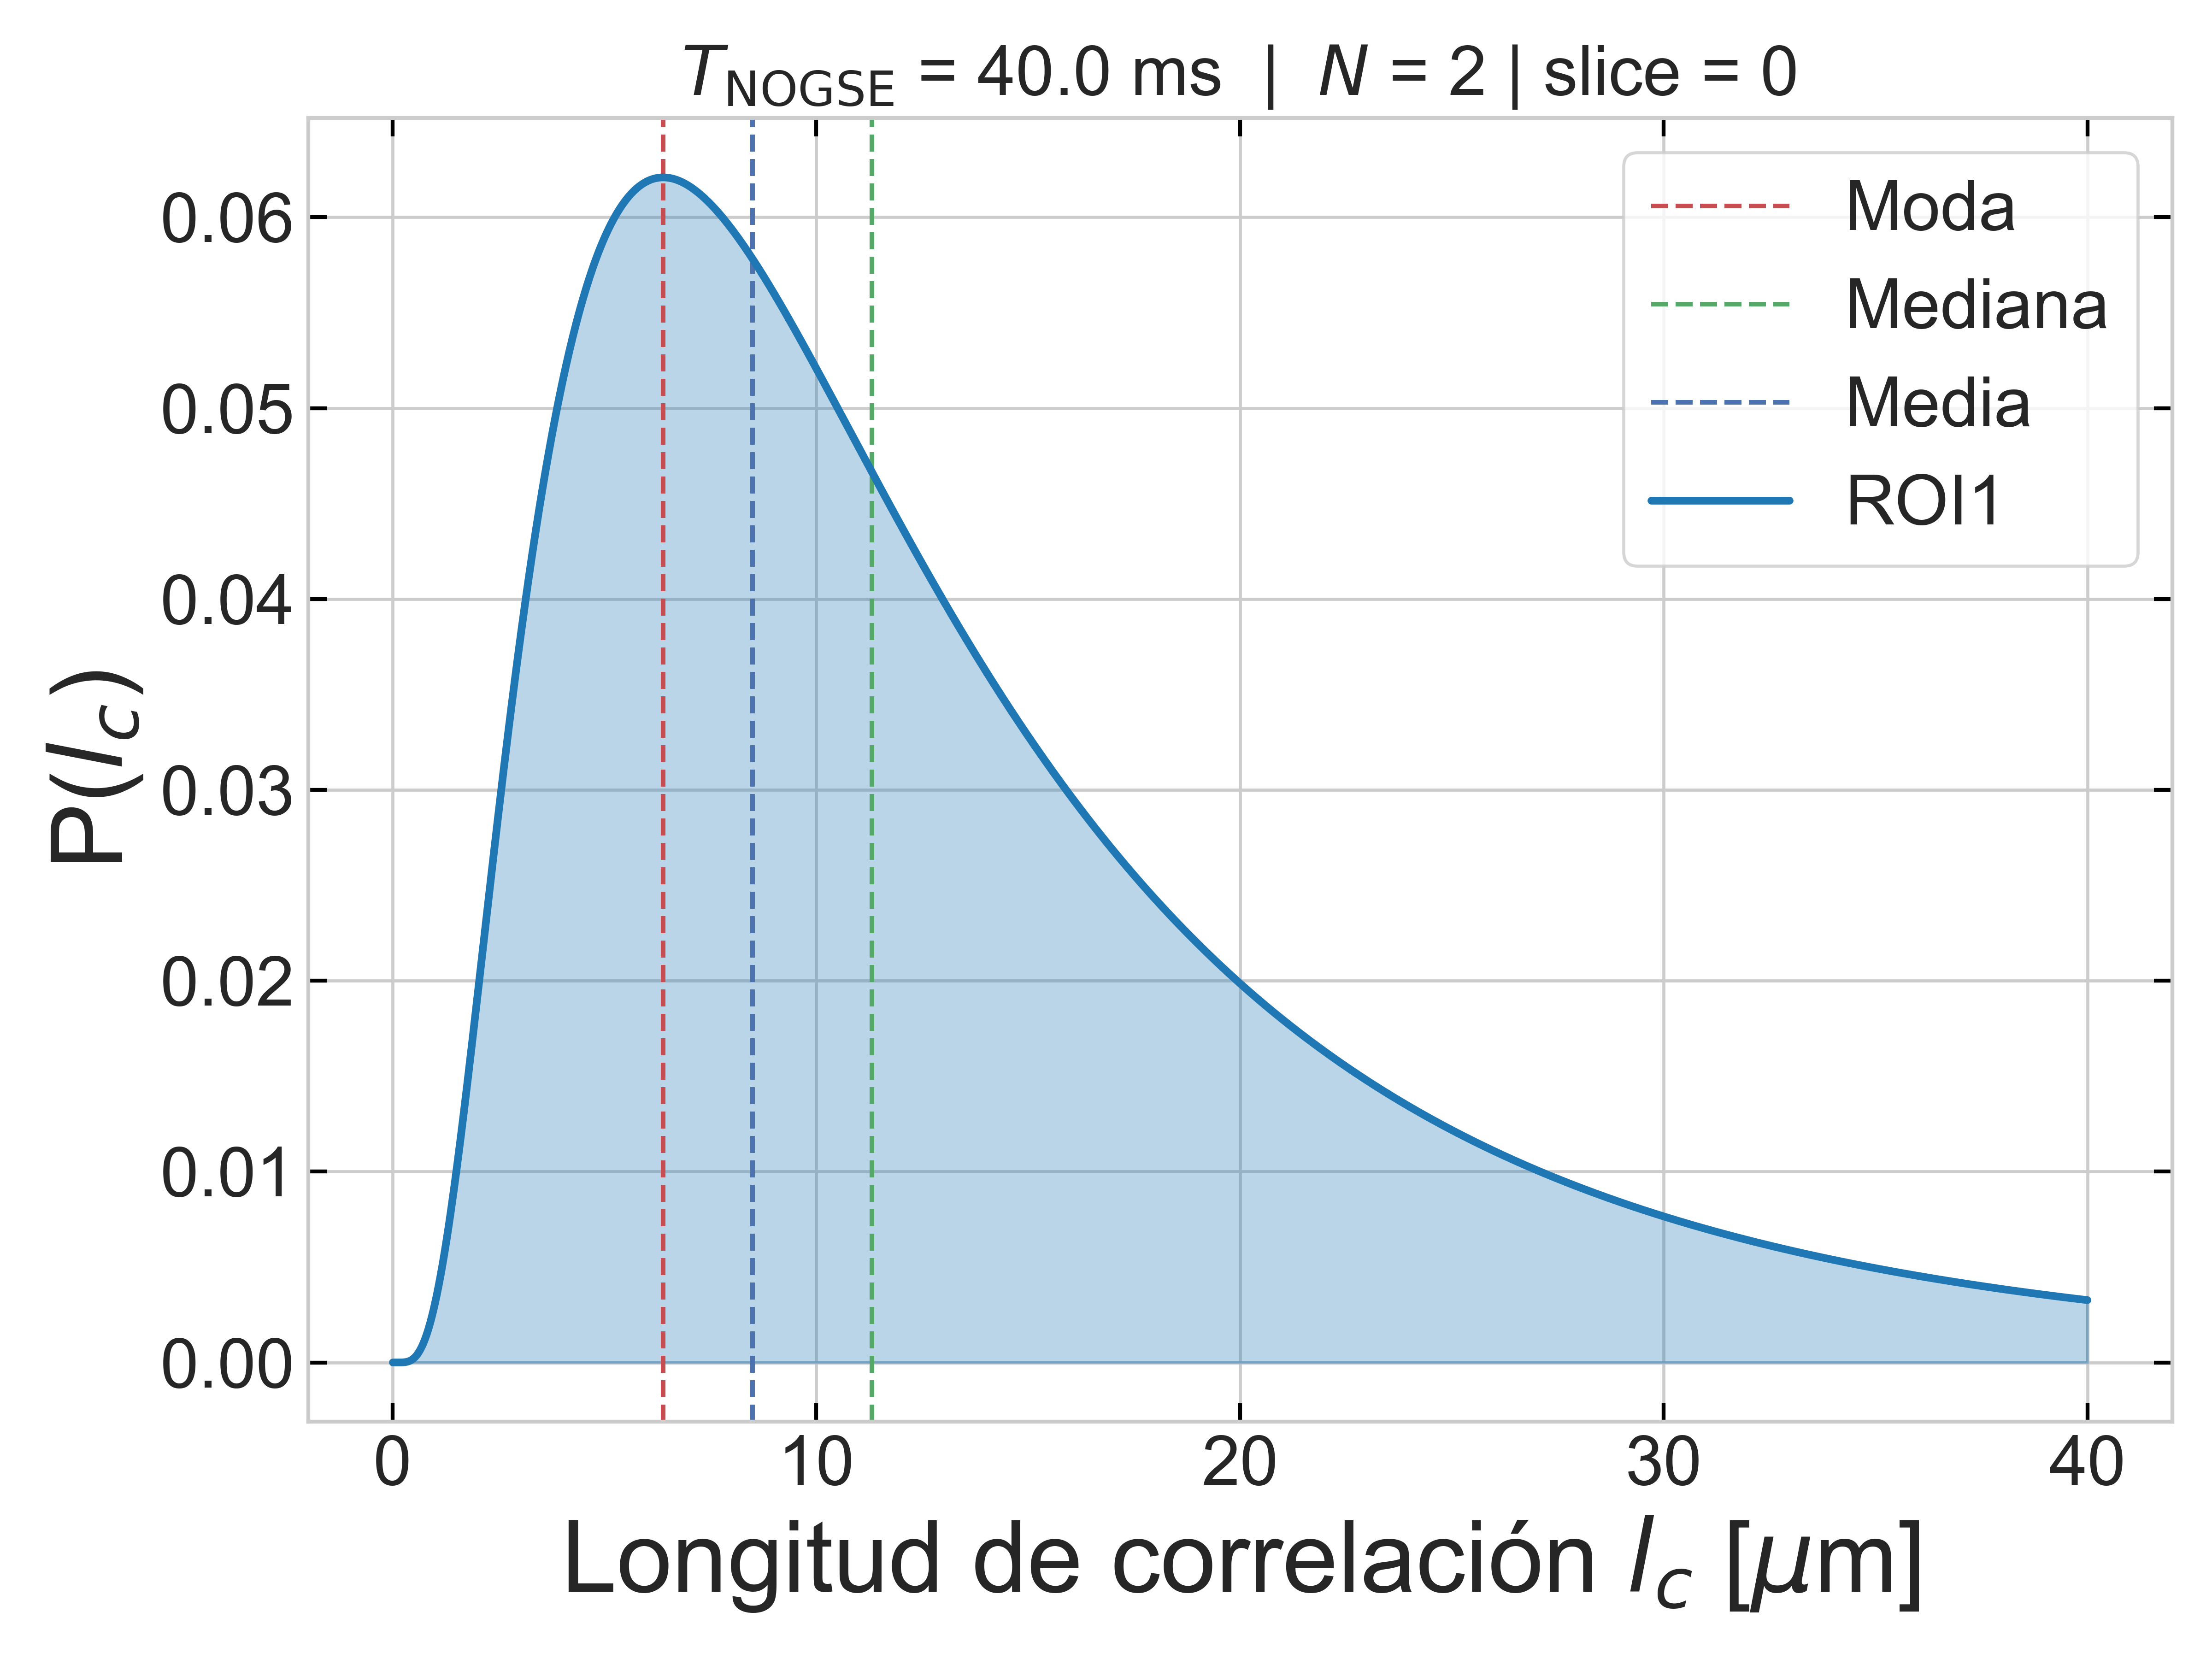 T_NOGSE = 40.0 ms | N = 2 | slice = 0
Moda
Mediana
Media
ROI1
P(l_c)
0.06
0.05
0.04
0.03
0.02
0.01
0.00
0 10 20 30 40
Longitud de correlación l_c [μm]